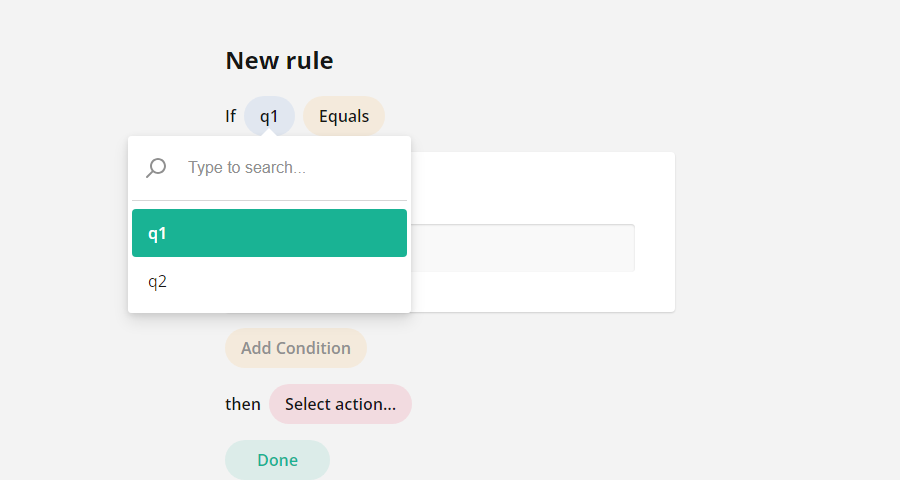 New rule
If q1 Equals
Type to search...
q1
q2
Add Condition
then Select action...
Done